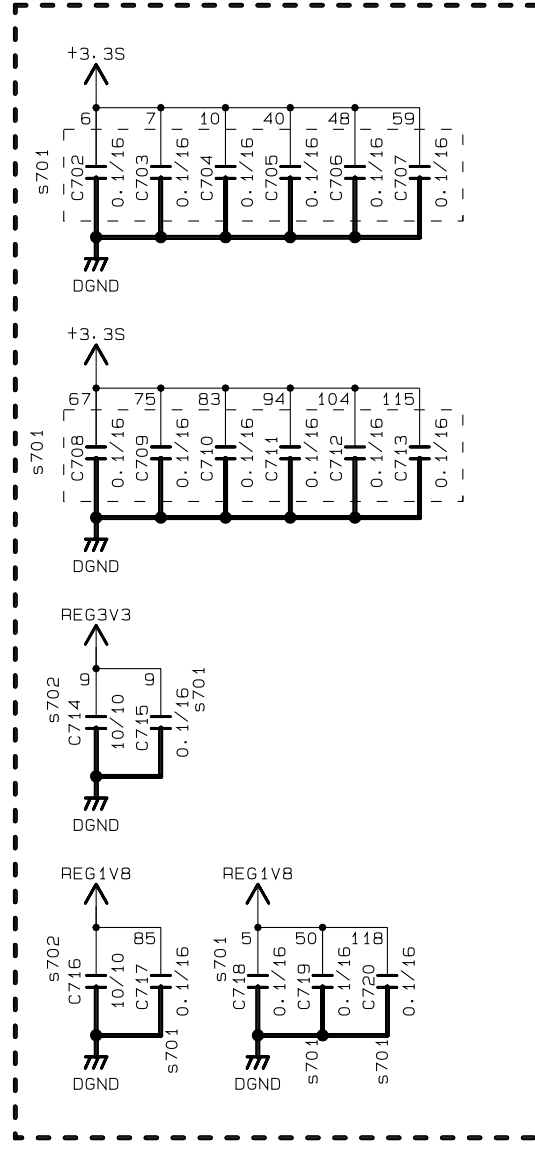 +3.3S
6 7 10 40 48 59
s701
C702 0.1/16 C703 0.1/16 C704 0.1/16 C705 0.1/16 C706 0.1/16 C707 0.1/16
DGND
+3.3S
67 75 83 94 104 115
s701
C708 0.1/16 C709 0.1/16 C710 0.1/16 C711 0.1/16 C712 0.1/16 C713 0.1/16
DGND
REG3V3
9 9
s702 C714 10/10 C715 0.1/16 s701
DGND
REG1V8 REG1V8
85 5 50 118
s702 C716 10/10 C717 0.1/16 s701 s701 C718 0.1/16 C719 0.1/16 s701 C720 0.1/16 s701
DGND DGND